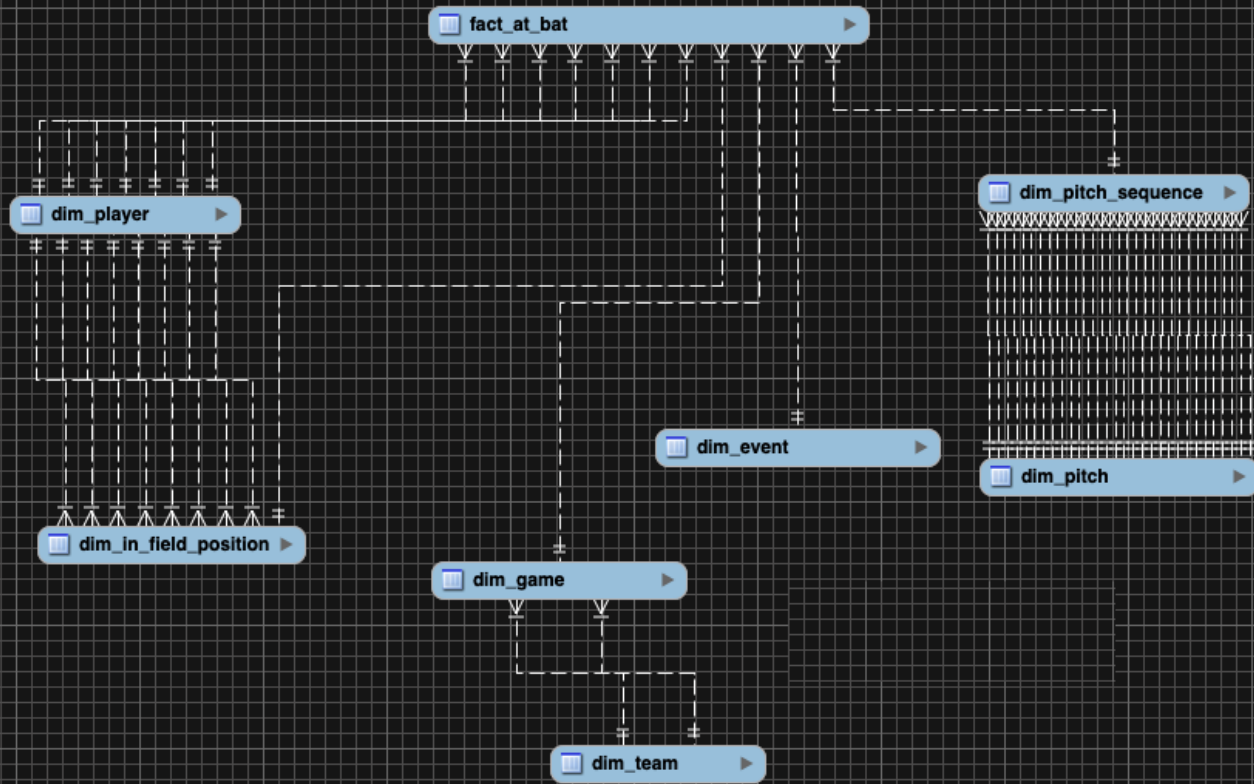 fact_at_bat
dim_pitch_sequence
dim_player
dim_event
dim_pitch
dim_in_field_position
dim_game
dim_team